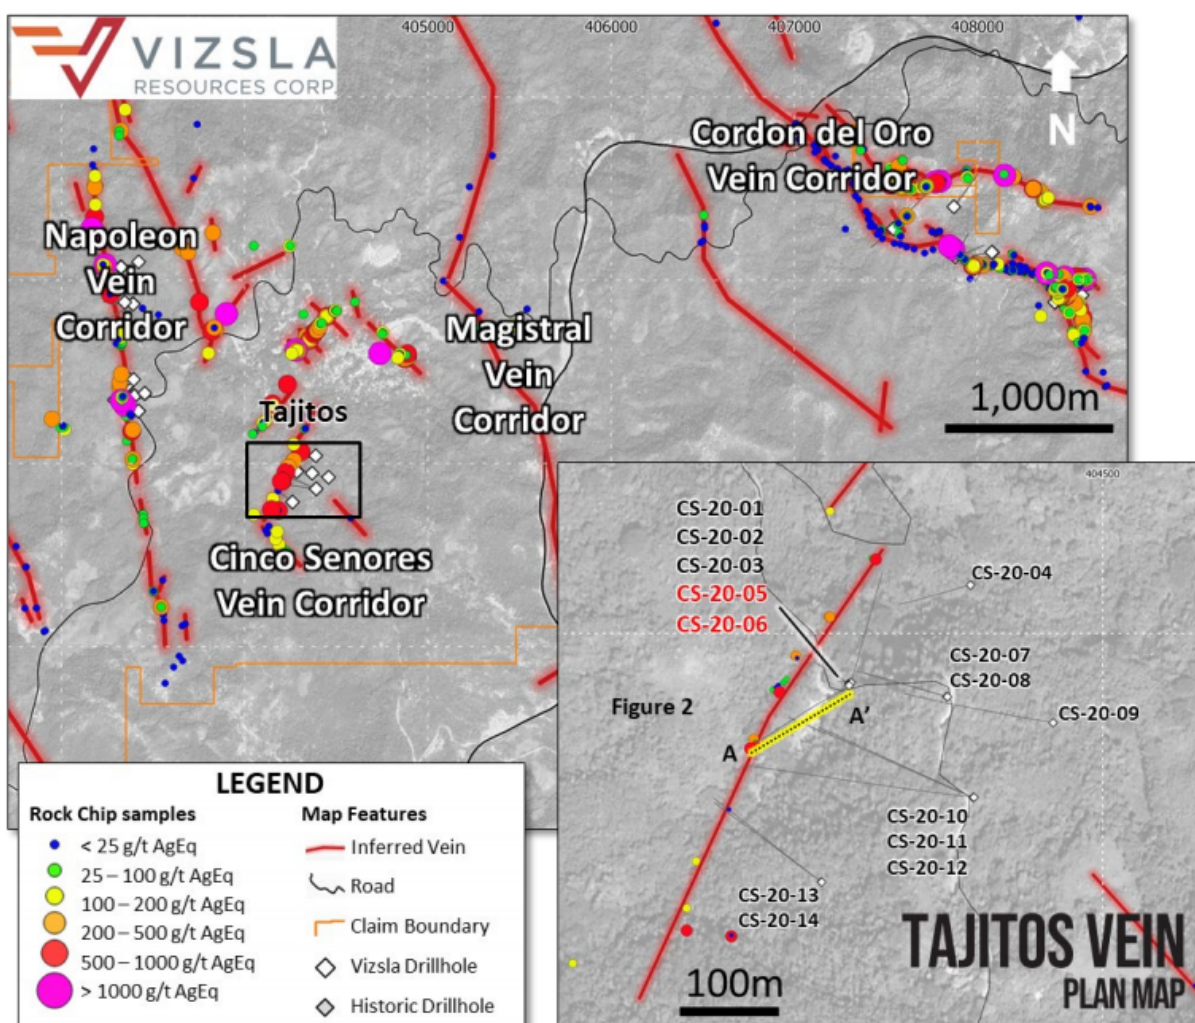 VIZSLA
RESOURCES CORP.
405000
406000
407000
408000
N
Cordon del Oro
Vein Corridor
Napoleon
Vein
Corridor
Magistral
Vein
Corridor
1,000m
Tajitos
Cinco Senores
Vein Corridor
404500
CS-20-01
CS-20-02
CS-20-03
CS-20-05
CS-20-06
CS-20-04
CS-20-07
CS-20-08
CS-20-09
Figure 2
A'
A
CS-20-10
CS-20-11
CS-20-12
CS-20-13
CS-20-14
100m
TAJITOS VEIN
PLAN MAP
LEGEND
Rock Chip samples
< 25 g/t AgEq
25 – 100 g/t AgEq
100 – 200 g/t AgEq
200 – 500 g/t AgEq
500 – 1000 g/t AgEq
> 1000 g/t AgEq
Map Features
Inferred Vein
Road
Claim Boundary
Vizsla Drillhole
Historic Drillhole